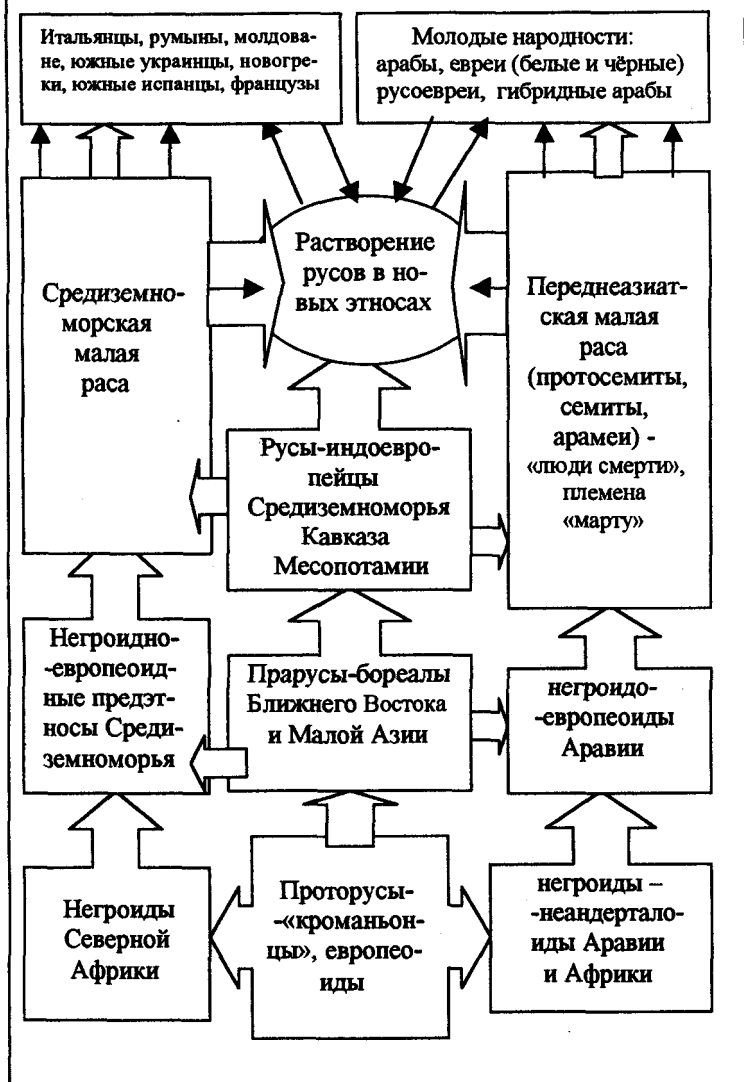 Итальянцы, румыны, молдова-
не, южные украинцы, новогре-
ки, южные испанцы, французы
Молодые народности:
арабы, евреи (белые и чёрные)
русоевреи, гибридные арабы
Растворение
русов в но-
вых этносах
Средиземно-
морская
малая
раса
Переднеазиат-
ская малая
раса
(протосемиты,
семиты,
арамеи) -
«люди смерти»,
племена
«марту»
Русы-индоевро-
пейцы
Средиземноморья
Кавказа
Месопотамии
Негроидно-
-европеоид-
ные предэт-
носы Среди-
земноморья
Прарусы-бореалы
Ближнего Востока
и Малой Азии
негроидо-
-европеоиды
Аравии
Негроиды
Северной
Африки
Проторусы-
-«кроманьон-
цы», европео-
иды
негроиды –
-неандертало-
иды Аравии
и Африки